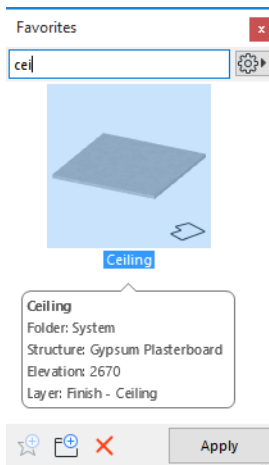 Favorites
x
cei
Ceiling
Ceiling
Folder: System
Structure: Gypsum Plasterboard
Elevation: 2670
Layer: Finish - Ceiling
Apply